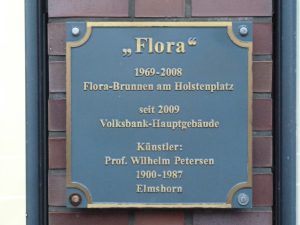 „Flora“
1969-2008
Flora-Brunnen am Holstenplatz
seit 2009
Volksbank-Hauptgebäude
Künstler:
Prof. Wilhelm Petersen
1900-1987
Elmshorn